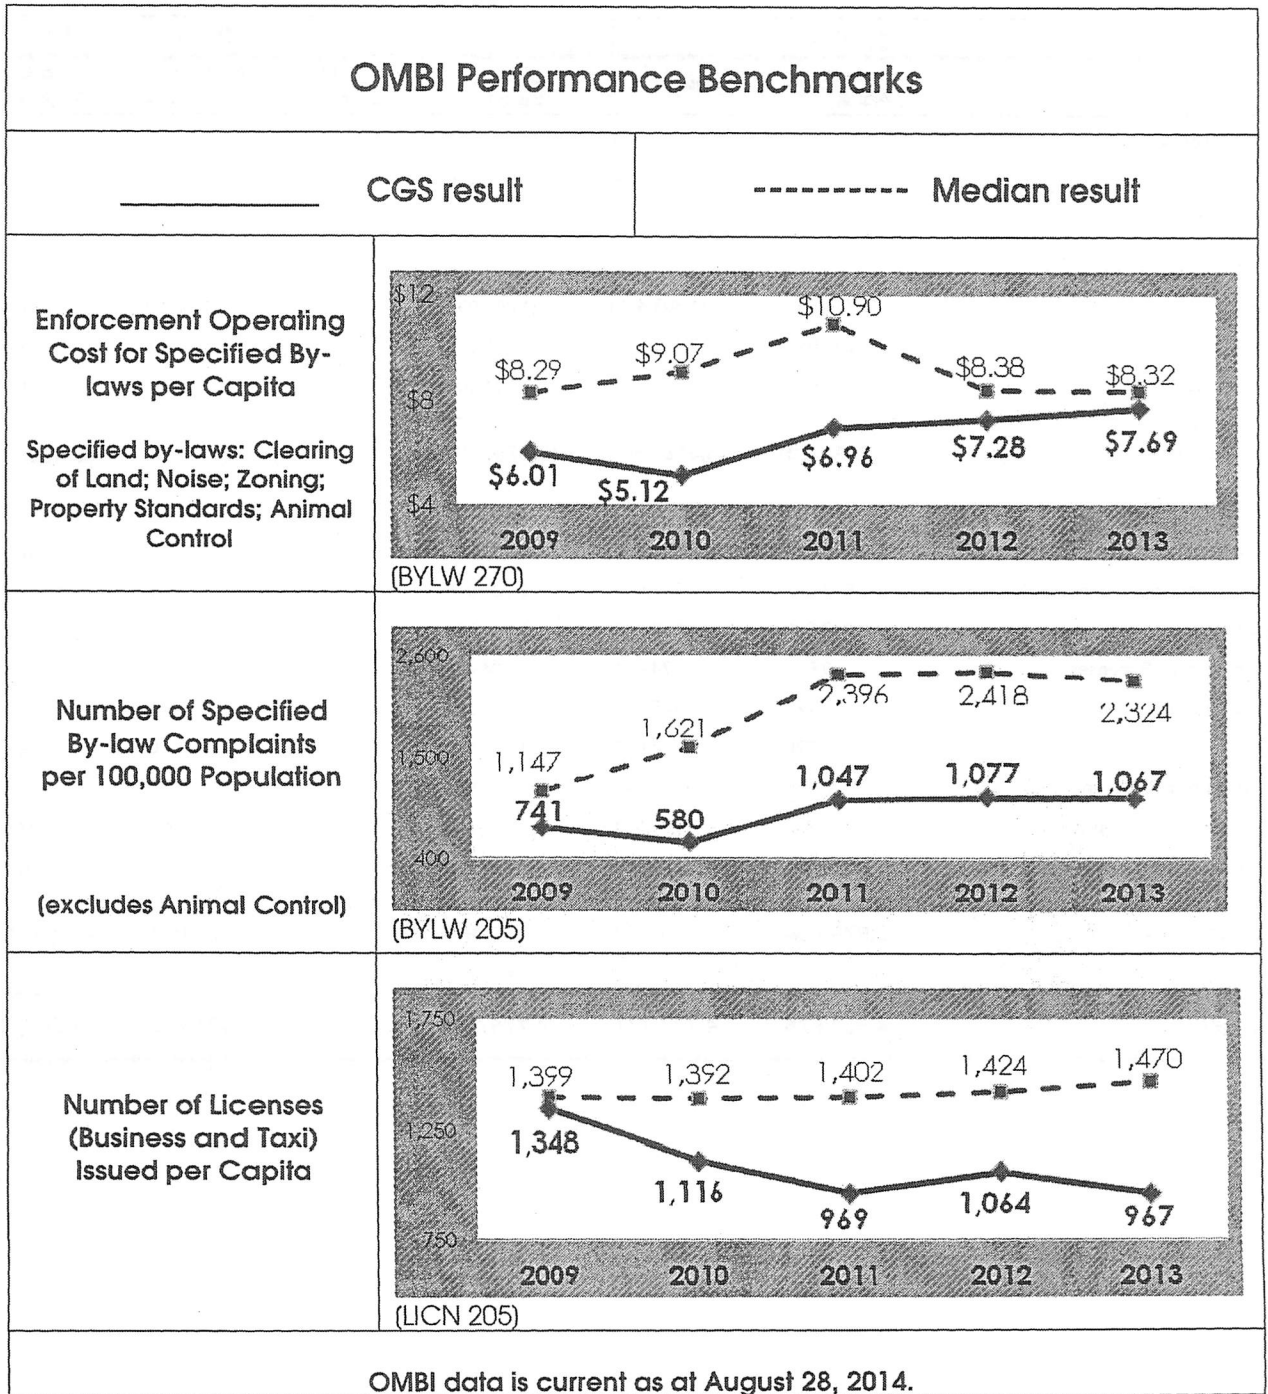 OMBI Performance Benchmarks
CGS result
Median result
Enforcement Operating
Cost for Specified By-
laws per Capita
Specified by-laws: Clearing
of Land; Noise; Zoning;
Property Standards; Animal
Control
$12
$8
$4
$8.29
$9.07
$10.90
$8.38
$8.32
$6.01
$5.12
$6.96
$7.28
$7.69
2009 2010 2011 2012 2013
(BYLW 270)
Number of Specified
By-law Complaints
per 100,000 Population
(excludes Animal Control)
2,600
1,500
400
1,147
1,621
2,396
2,418
2,324
741
580
1,047
1,077
1,067
2009 2010 2011 2012 2013
(BYLW 205)
Number of Licenses
(Business and Taxi)
Issued per Capita
1,750
1,250
750
1,399
1,392
1,402
1,424
1,470
1,348
1,116
969
1,064
967
2009 2010 2011 2012 2013
(LICN 205)
OMBI data is current as at August 28, 2014.